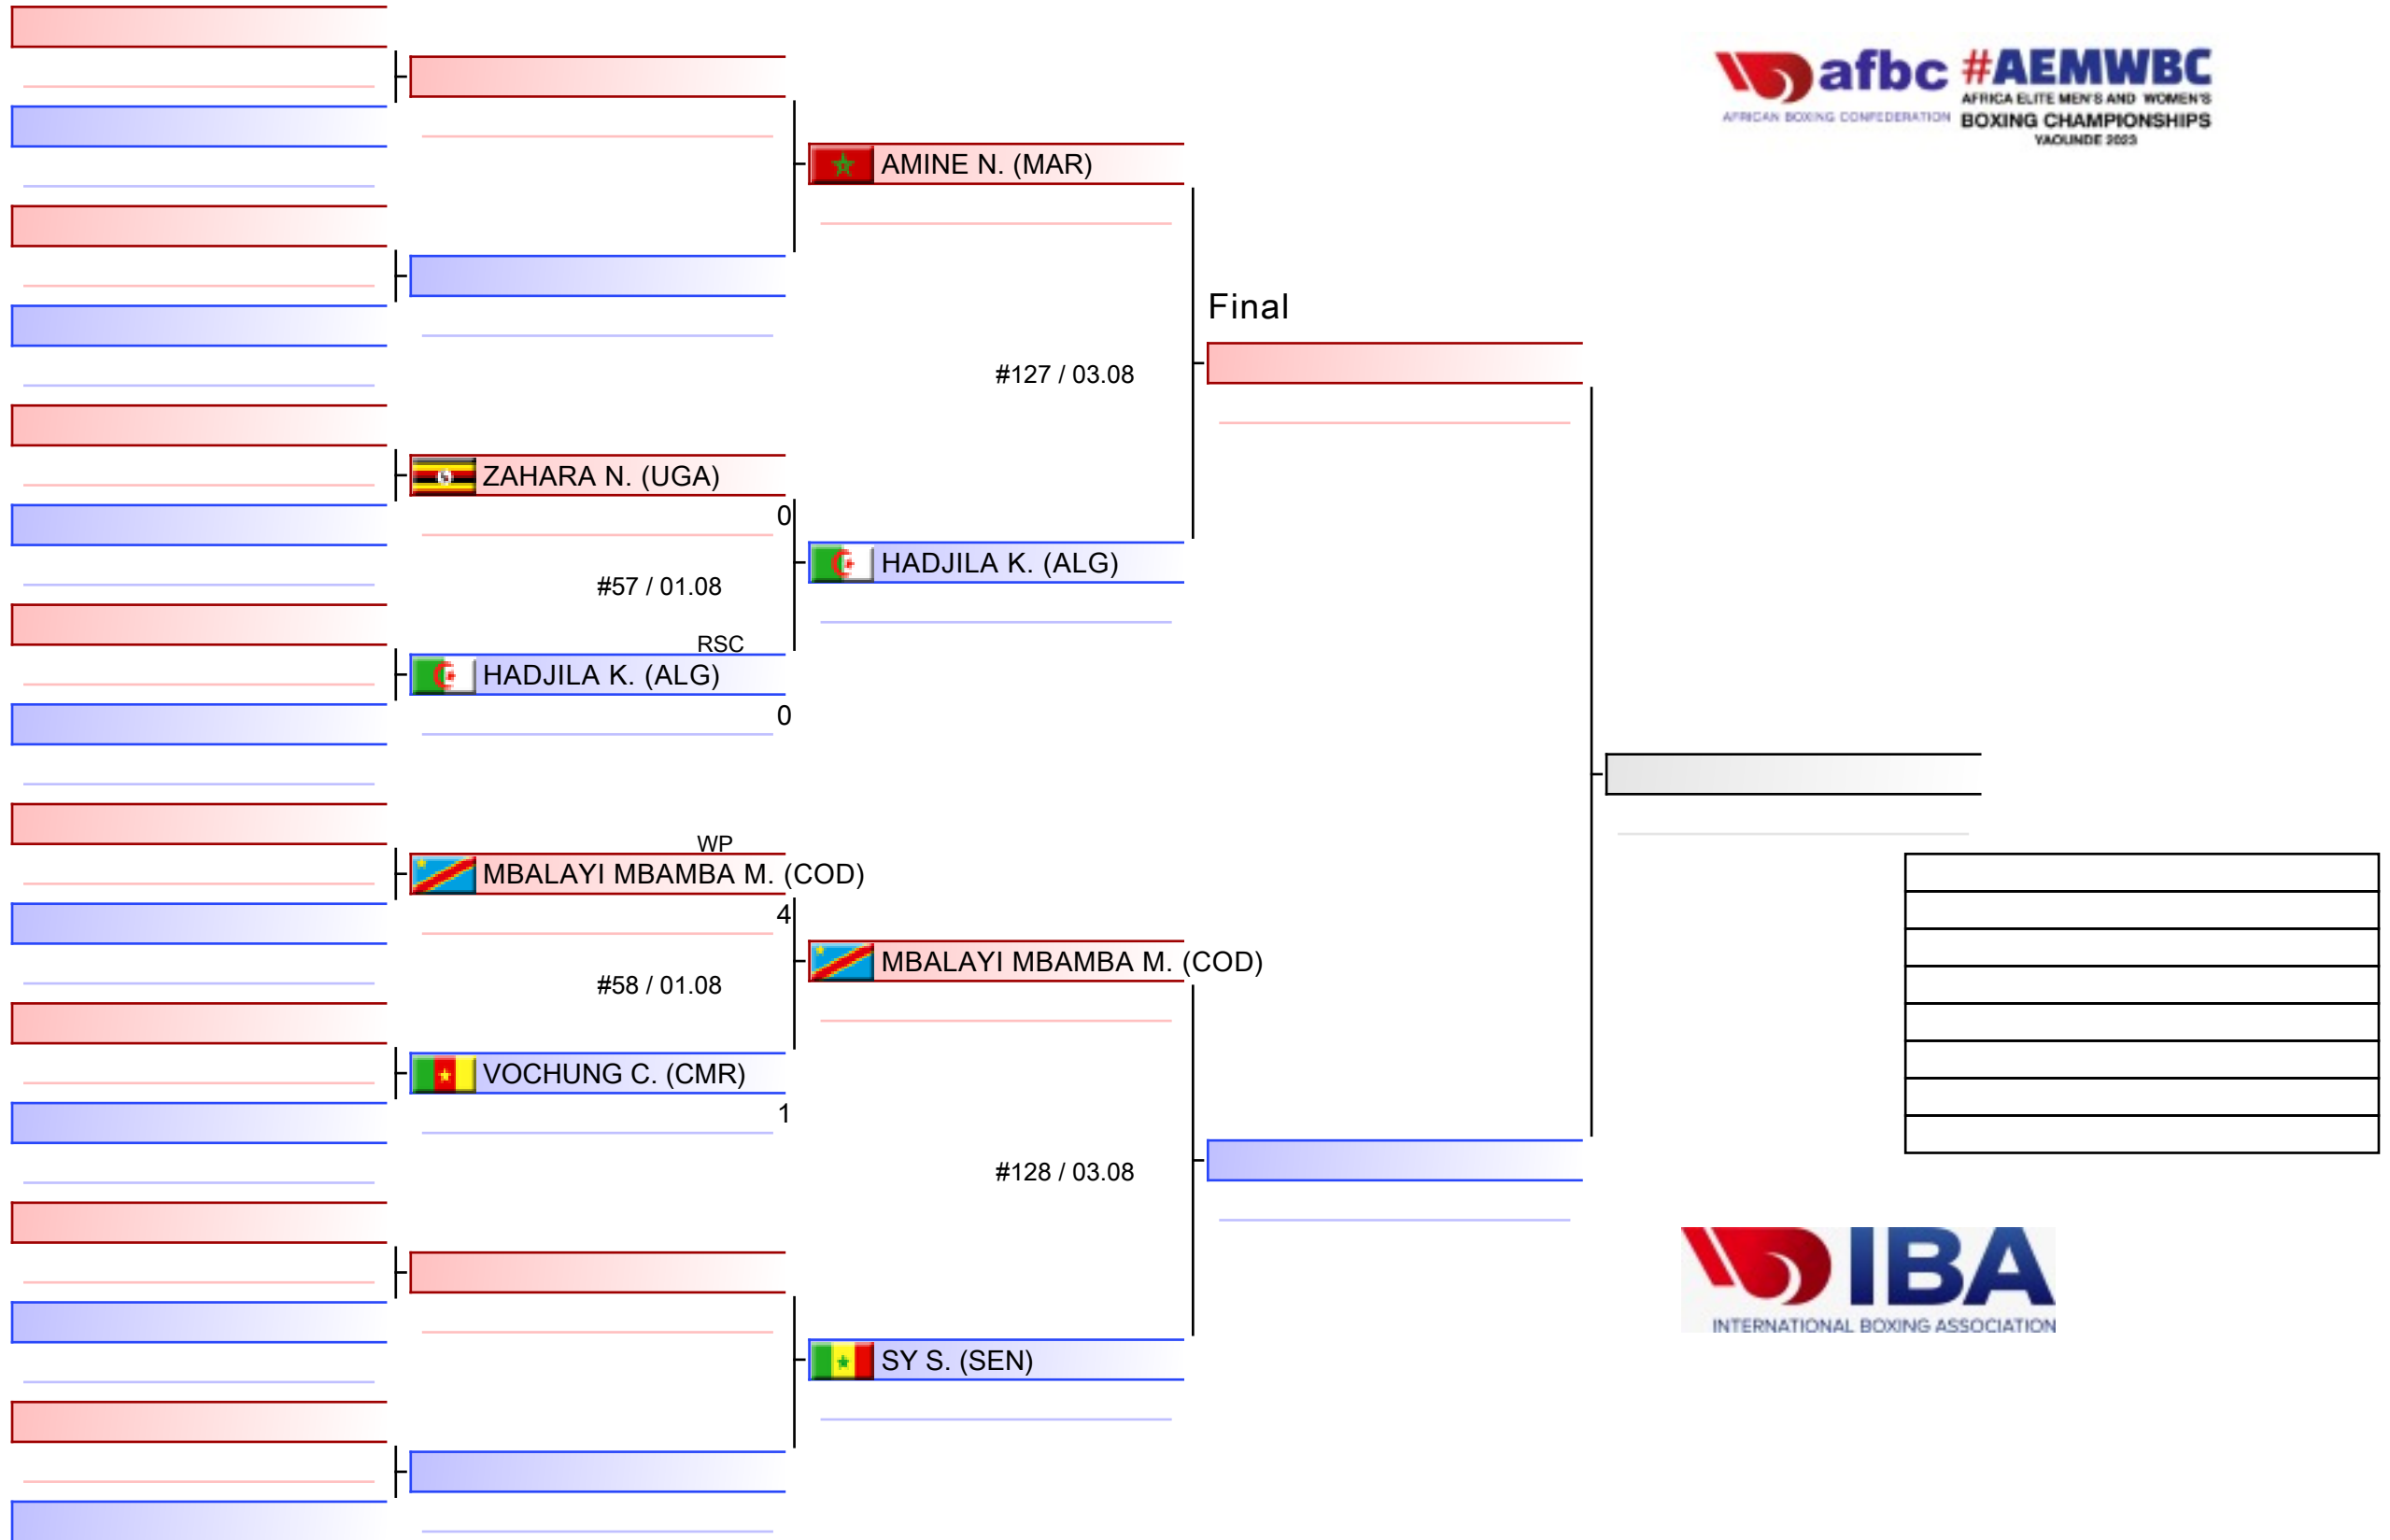 afbc #AEMWBC
AFRICAN BOXING CONFEDERATION
AFRICA ELITE MEN'S AND WOMEN'S
BOXING CHAMPIONSHIPS
YAOUNDE 2023
AMINE N. (MAR)
Final
#127 / 03.08
ZAHARA N. (UGA)
0
HADJILA K. (ALG)
#57 / 01.08
RSC
HADJILA K. (ALG)
0
WP
MBALAYI MBAMBA M. (COD)
4
MBALAYI MBAMBA M. (COD)
#58 / 01.08
VOCHUNG C. (CMR)
1
#128 / 03.08
IBA
INTERNATIONAL BOXING ASSOCIATION
SY S. (SEN)